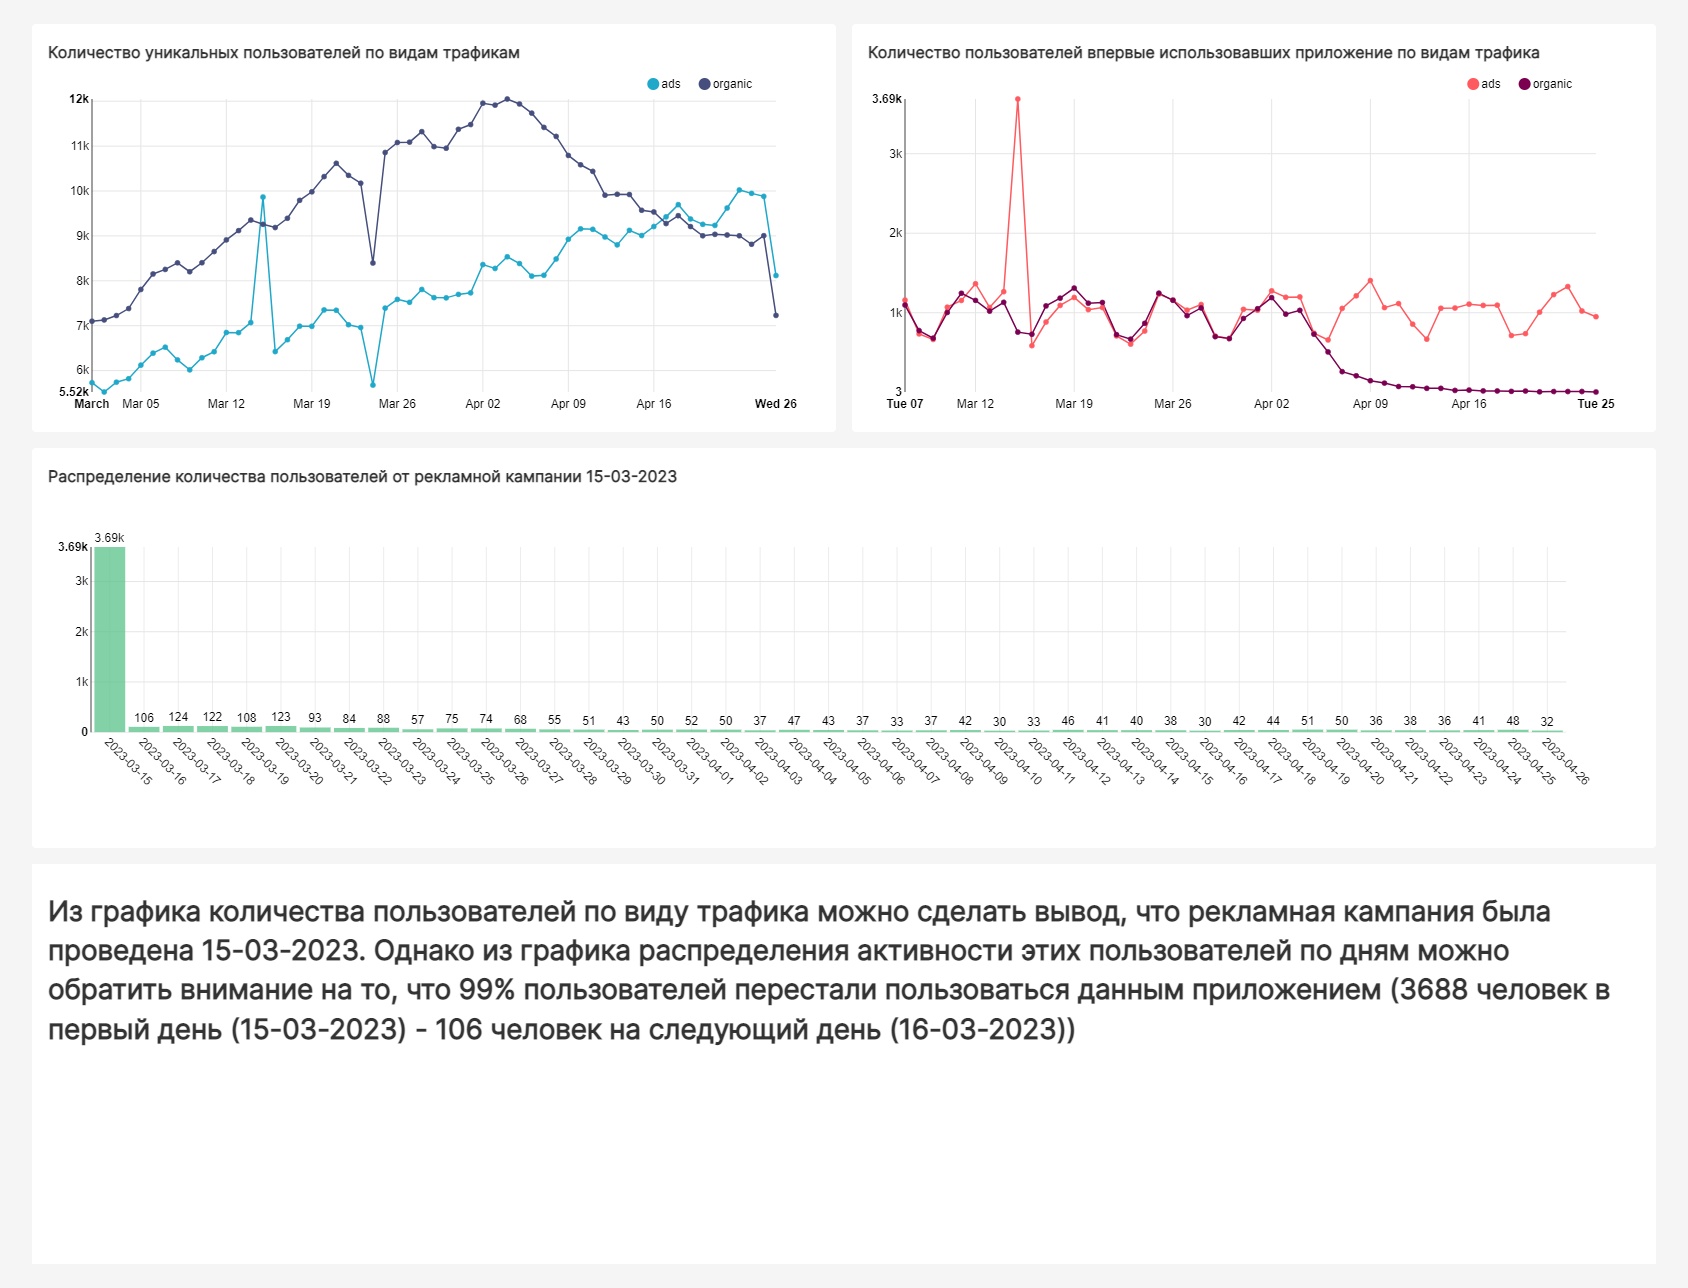 Количество уникальных пользователей по видам трафикам
ads organic
12k
11k
10k
9k
8k
7k
6k
5.52k
March Mar 05 Mar 12 Mar 19 Mar 26 Apr 02 Apr 09 Apr 16 Wed 26
Количество пользователей впервые использовавших приложение по видам трафика
ads organic
3.69k
3k
2k
1k
3
Tue 07 Mar 12 Mar 19 Mar 26 Apr 02 Apr 09 Apr 16 Tue 25
Распределение количества пользователей от рекламной кампании 15-03-2023
3.69k
3.69k
3k
2k
1k
106 124 122 108 123 93 84 88 57 75 74 68 55 51 43 50 52 50 37 47 43 37 33 37 42 30 33 46 41 40 38 30 42 44 51 50 36 38 36 41 48 32
0
2023-03-15 2023-03-16 2023-03-17 2023-03-18 2023-03-19 2023-03-20 2023-03-21 2023-03-22 2023-03-23 2023-03-24 2023-03-25 2023-03-26 2023-03-27 2023-03-28 2023-03-29 2023-03-30 2023-03-31 2023-04-01 2023-04-02 2023-04-03 2023-04-04 2023-04-05 2023-04-06 2023-04-07 2023-04-08 2023-04-09 2023-04-10 2023-04-11 2023-04-12 2023-04-13 2023-04-14 2023-04-15 2023-04-16 2023-04-17 2023-04-18 2023-04-19 2023-04-20 2023-04-21 2023-04-22 2023-04-23 2023-04-24 2023-04-25 2023-04-26
Из графика количества пользователей по виду трафика можно сделать вывод, что рекламная кампания была
проведена 15-03-2023. Однако из графика распределения активности этих пользователей по дням можно
обратить внимание на то, что 99% пользователей перестали пользоваться данным приложением (3688 человек в
первый день (15-03-2023) - 106 человек на следующий день (16-03-2023))